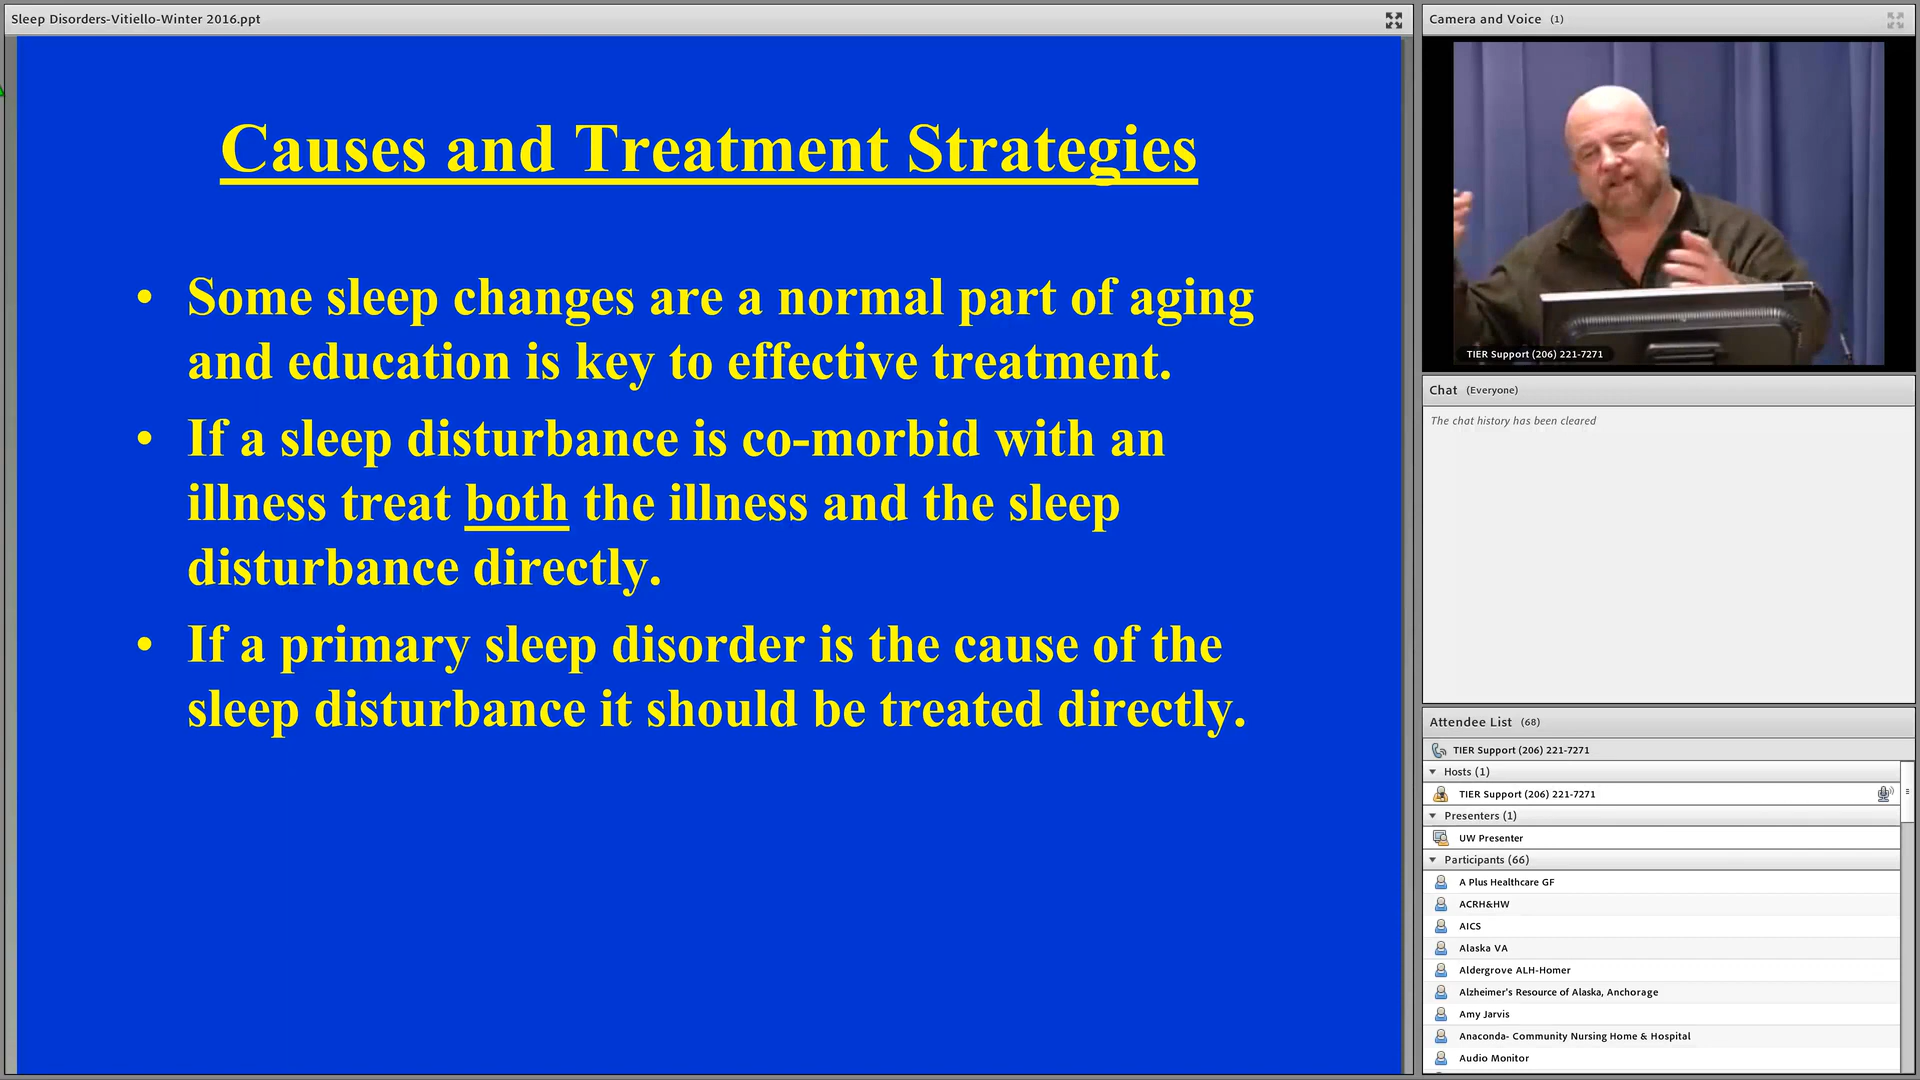 Sleep Disorders-Vitiello-Winter 2016.ppt
Causes and Treatment Strategies
• Some sleep changes are a normal part of aging
and education is key to effective treatment.
• If a sleep disturbance is co-morbid with an
illness treat both the illness and the sleep
disturbance directly.
• If a primary sleep disorder is the cause of the
sleep disturbance it should be treated directly.
Camera and Voice (1)
TIER Support (206) 221-7271
Chat (Everyone)
The chat history has been cleared
Attendee List (68)
TIER Support (206) 221-7271
Hosts (1)
TIER Support (206) 221-7271
Presenters (1)
UW Presenter
Participants (66)
A Plus Healthcare GF
ACRH&HW
AICS
Alaska VA
Aldergrove ALH-Homer
Alzheimer's Resource of Alaska, Anchorage
Amy Jarvis
Anaconda- Community Nursing Home & Hospital
Audio Monitor